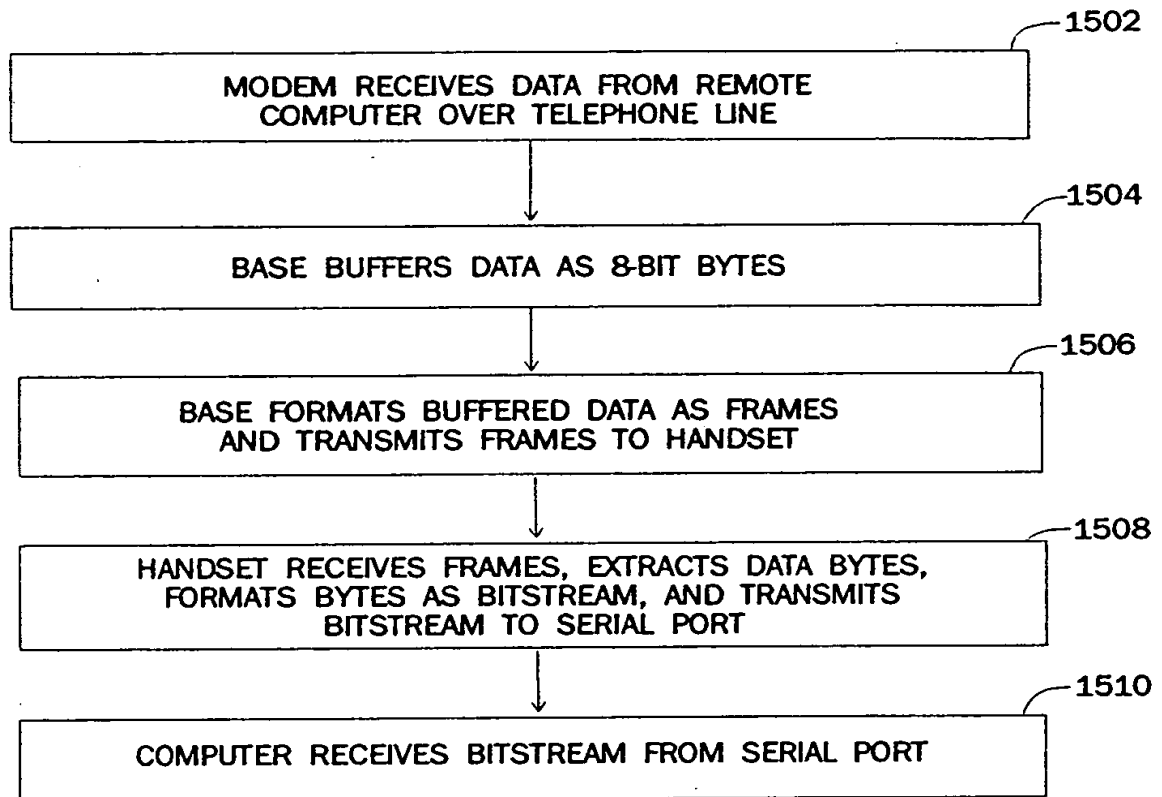 1502
MODEM RECEIVES DATA FROM REMOTE
COMPUTER OVER TELEPHONE LINE
1504
BASE BUFFERS DATA AS 8-BIT BYTES
1506
BASE FORMATS BUFFERED DATA AS FRAMES
AND TRANSMITS FRAMES TO HANDSET
1508
HANDSET RECEIVES FRAMES, EXTRACTS DATA BYTES,
FORMATS BYTES AS BITSTREAM, AND TRANSMITS
BITSTREAM TO SERIAL PORT
1510
COMPUTER RECEIVES BITSTREAM FROM SERIAL PORT